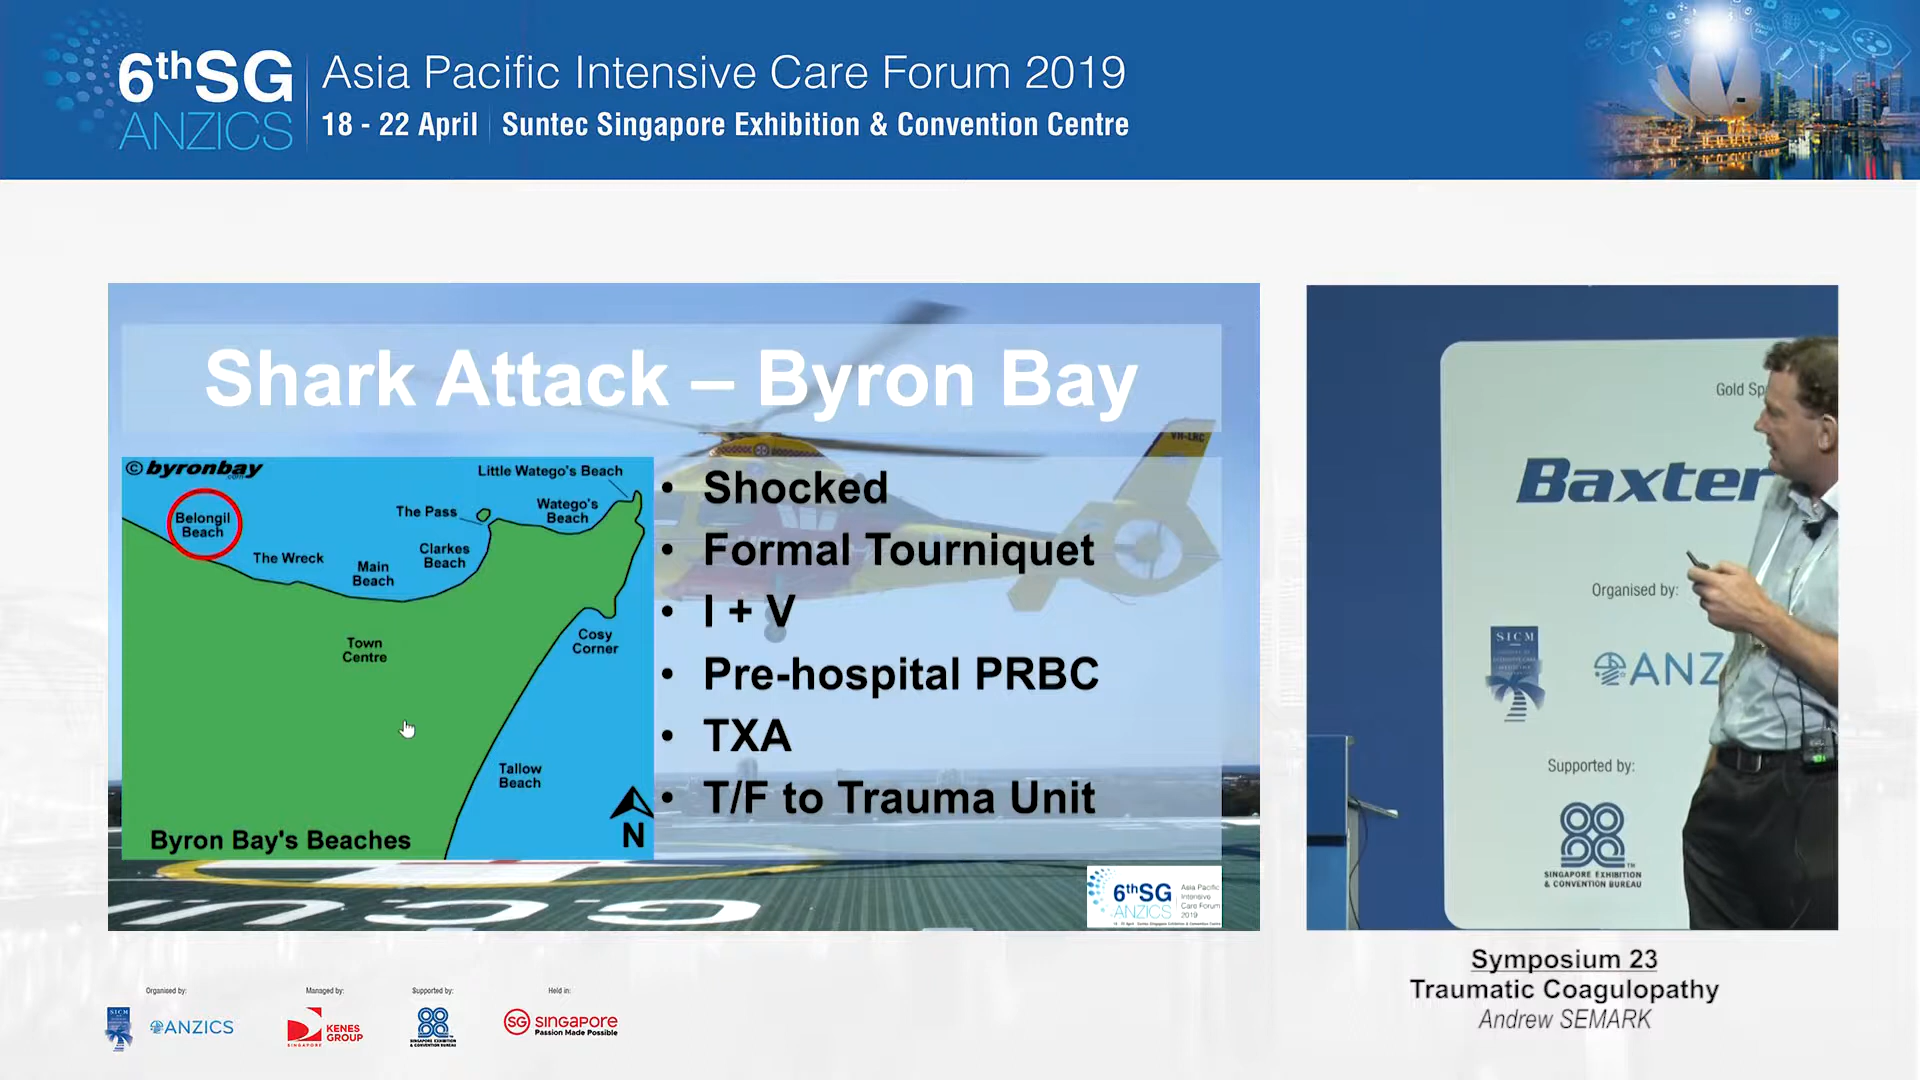 6thSG
ANZICS
Asia Pacific Intensive Care Forum 2019
18 - 22 April | Suntec Singapore Exhibition & Convention Centre
Shark Attack – Byron Bay
© byronbay
.com
Belongil
Beach
The Wreck
Main
Beach
Clarkes
Beach
The Pass
Little Watego's Beach
Watego's
Beach
Town
Centre
Cosy
Corner
Tallow
Beach
N
Byron Bay's Beaches
• Shocked
• Formal Tourniquet
• I + V
• Pre-hospital PRBC
• TXA
• T/F to Trauma Unit
VH-LRC
GCU
6thSG
ANZICS
Asia Pacific
Intensive
Care Forum
2019
Gold Sp
Baxter
Organised by:
SICM
ANZ
Supported by:
SINGAPORE EXHIBITION
& CONVENTION BUREAU
TM
Symposium 23
Traumatic Coagulopathy
Andrew SEMARK
Organised by:
SICM
ANZICS
Managed by:
KENES
GROUP
SINGAPORE
Supported by:
SINGAPORE EXHIBITION
& CONVENTION BUREAU
Held in:
SG
SINGAPORE
Passion Made Possible